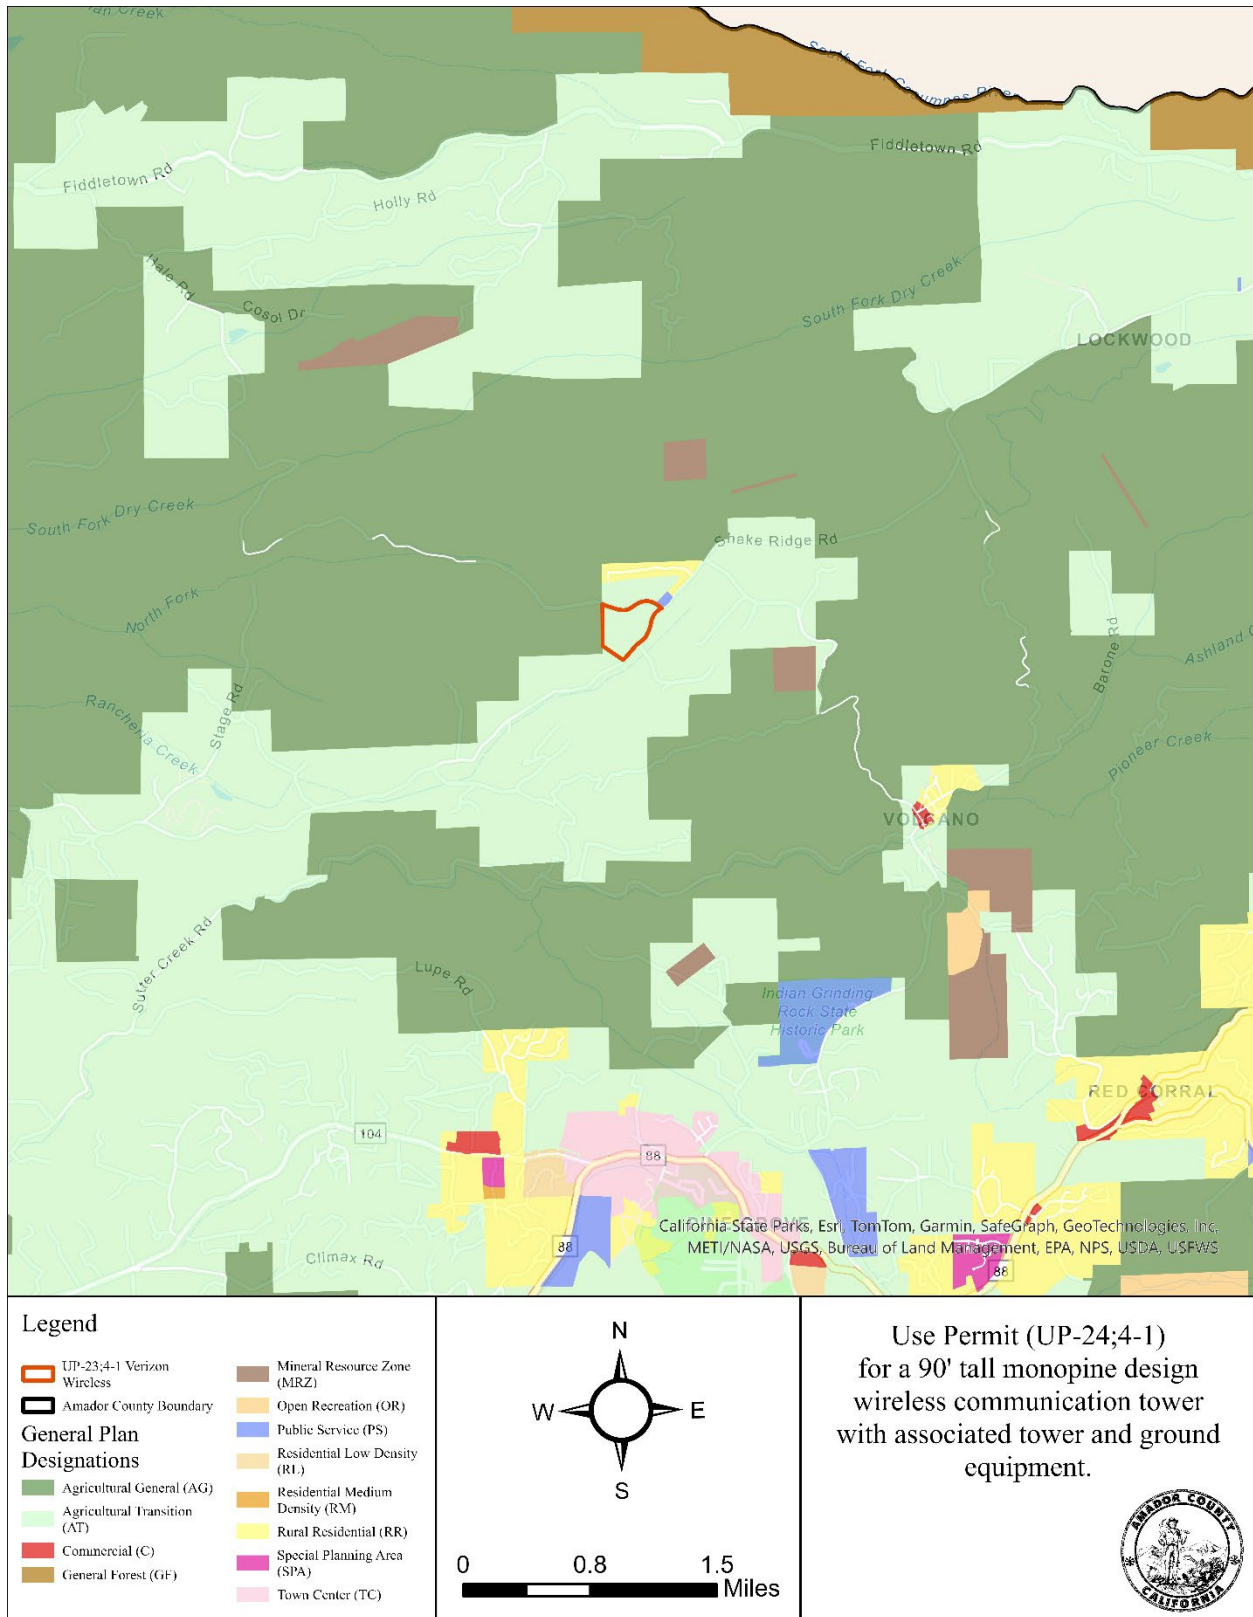 South Fork Cosumnes River
Fiddletown Rd
Fiddletown Rd
Holly Rd
Hale Rd
Cosol Dr
South Fork Dry Creek
LOCKWOOD
South Fork Dry Creek
Shake Ridge Rd
North Fork
Barone Rd
Rancheria Creek
Stage Rd
Pioneer Creek
VOLCANO
Sutter Creek Rd
Lupe Rd
Indian Grinding
Rock State
Historic Park
RED CORRAL
104
88
PINE GROVE
California State Parks, Esri, TomTom, Garmin, SafeGraph, GeoTechnologies, Inc,
METI/NASA, USGS, Bureau of Land Management, EPA, NPS, USDA, USFWS
88
Climax Rd
88
Legend
UP-23;4-1 Verizon
Wireless
Amador County Boundary
General Plan
Designations
Agricultural General (AG)
Agricultural Transition
(AT)
Commercial (C)
General Forest (GF)
Mineral Resource Zone
(MRZ)
Open Recreation (OR)
Public Service (PS)
Residential Low Density
(RL)
Residential Medium
Density (RM)
Rural Residential (RR)
Special Planning Area
(SPA)
Town Center (TC)
N
W
E
S
0 0.8 1.5
Miles
Use Permit (UP-24;4-1)
for a 90' tall monopine design
wireless communication tower
with associated tower and ground
equipment.
AMADOR COUNTY
CALIFORNIA